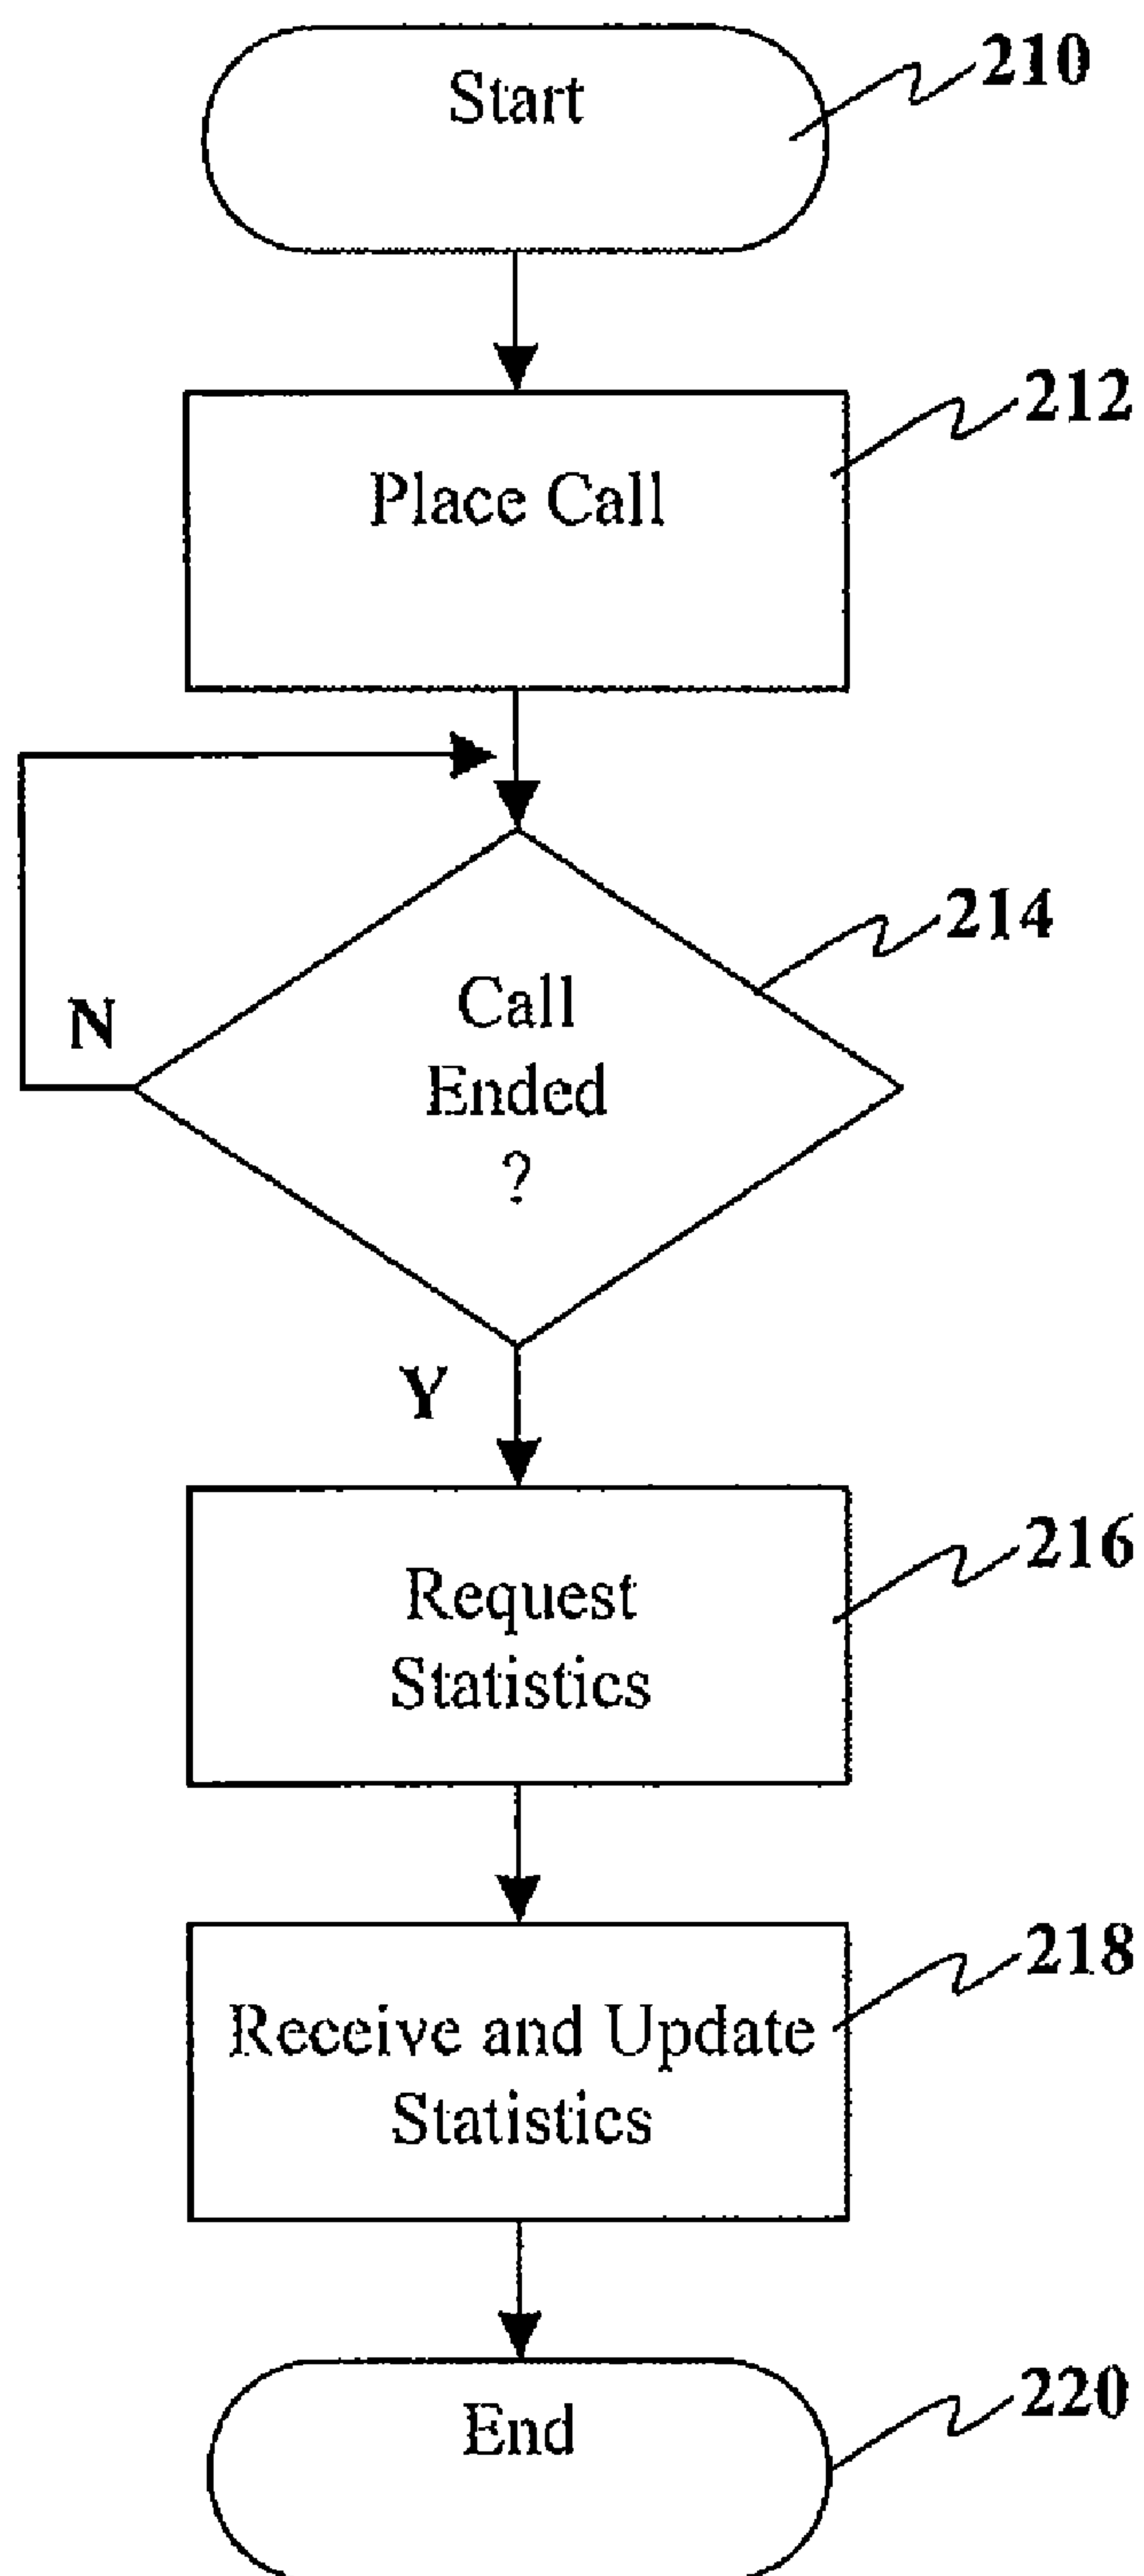 Start
210
Place Call
212
Call
Ended
?
214
N
Y
Request
Statistics
216
Receive and Update
Statistics
218
End
220